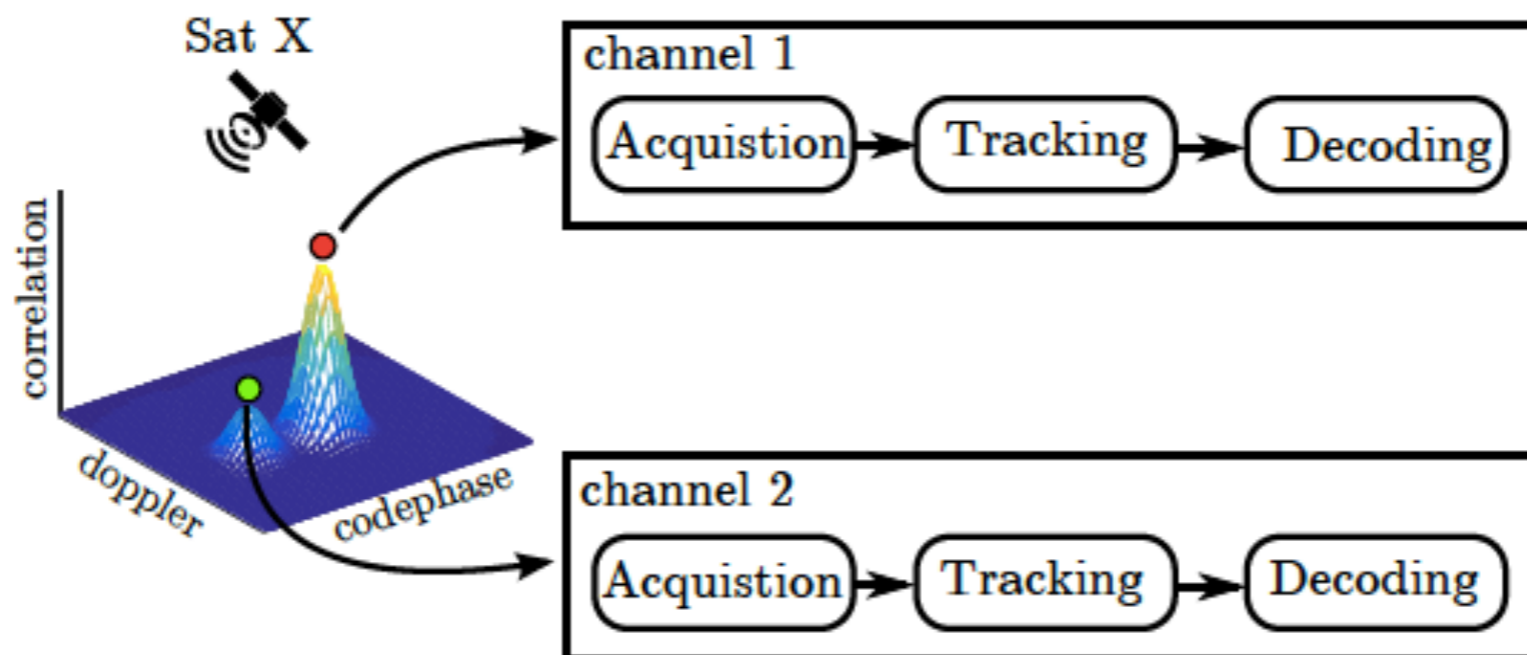 Sat X
channel 1
Acquistion
Tracking
Decoding
correlation
doppler
codephase
channel 2
Acquistion
Tracking
Decoding